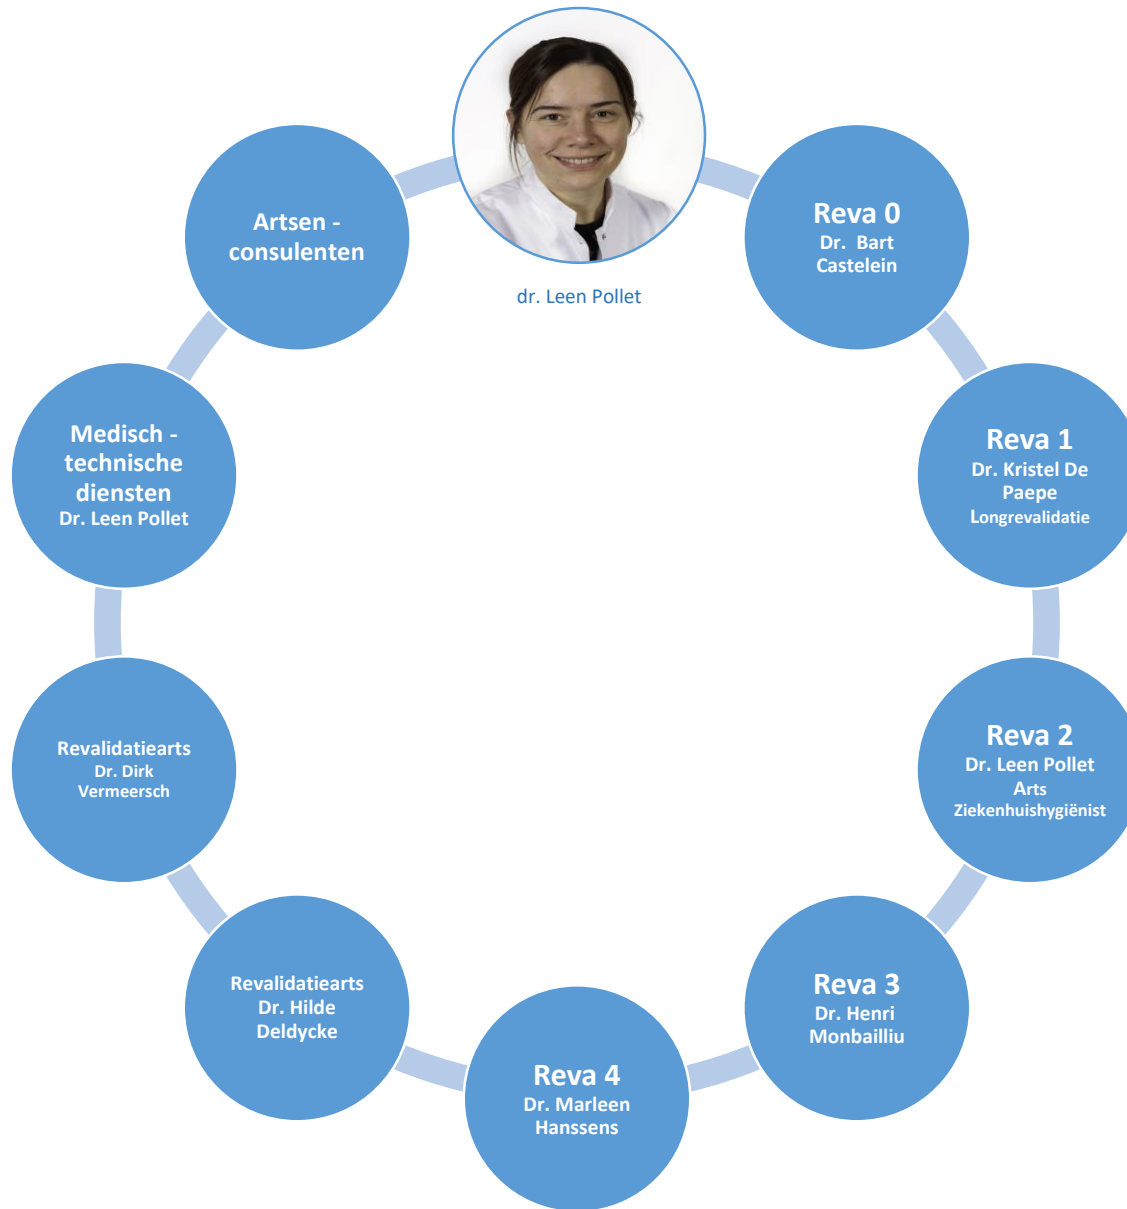 dr. Leen Pollet
Reva 0
Dr. Bart
Castelein
Reva 1
Dr. Kristel De
Paepe
Longrevalidatie
Reva 2
Dr. Leen Pollet
Arts
Ziekenhuishygiënist
Reva 3
Dr. Henri
Monbailliu
Reva 4
Dr. Marleen
Hanssens
Revalidatiearts
Dr. Hilde
Deldycke
Revalidatiearts
Dr. Dirk
Vermeersch
Medisch -
technische
diensten
Dr. Leen Pollet
Artsen -
consulenten